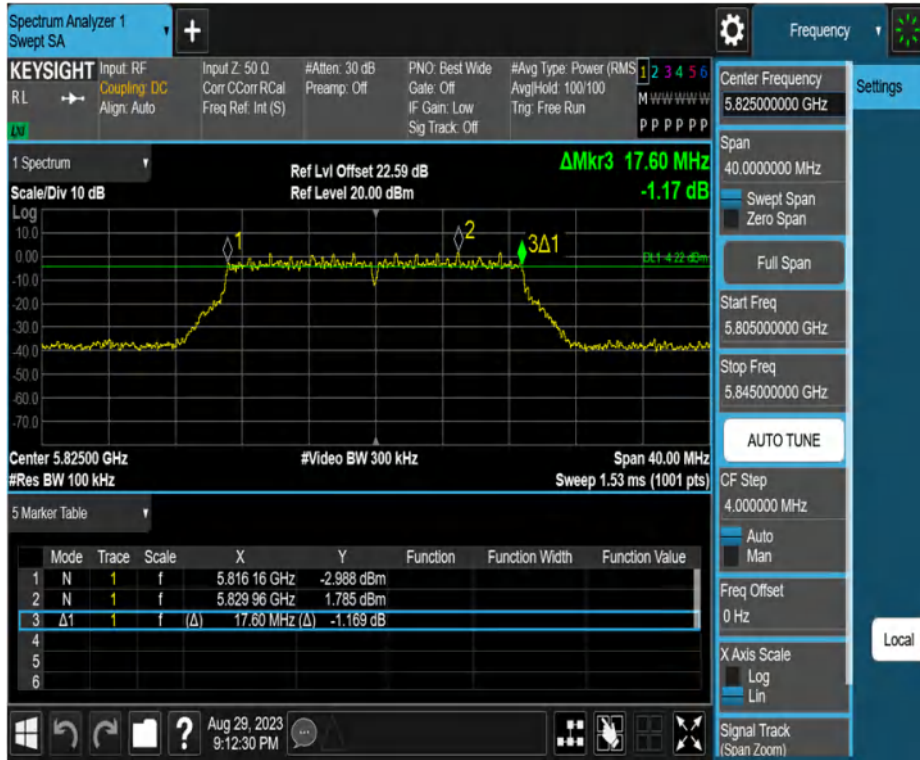 Spectrum Analyzer 1
Swept SA
Frequency
KEYSIGHT
RL
LXI
Input: RF
Coupling: DC
Align: Auto
Input Z: 50 Ω
Corr CCorr RCal
Freq Ref: Int (S)
#Atten: 30 dB
Preamp: Off
PNO: Best Wide
Gate: Off
IF Gain: Low
Sig Track: Off
#Avg Type: Power (RMS
Avg|Hold: 100/100
Trig: Free Run
1 2 3 4 5 6
M W W W W W
P P P P P P
1 Spectrum
Scale/Div 10 dB
Ref Lvl Offset 22.59 dB
Ref Level 20.00 dBm
ΔMkr3 17.60 MHz
-1.17 dB
Log
10.0
0.00
-10.0
-20.0
-30.0
-40.0
-50.0
-60.0
-70.0
1
2
3Δ1
DL1 -4.22 dBm
Center 5.82500 GHz
#Res BW 100 kHz
#Video BW 300 kHz
Span 40.00 MHz
Sweep 1.53 ms (1001 pts)
5 Marker Table
Mode Trace Scale X Y Function Function Width Function Value
1 N 1 f 5.816 16 GHz -2.988 dBm
2 N 1 f 5.829 96 GHz 1.785 dBm
3 Δ1 1 f (Δ) 17.60 MHz (Δ) -1.169 dB
4
5
6
Aug 29, 2023
9:12:30 PM
Center Frequency
5.825000000 GHz
Span
40.0000000 MHz
Swept Span
Zero Span
Full Span
Start Freq
5.805000000 GHz
Stop Freq
5.845000000 GHz
AUTO TUNE
CF Step
4.000000 MHz
Auto
Man
Freq Offset
0 Hz
X Axis Scale
Log
Lin
Signal Track
(Span Zoom)
Settings
Local